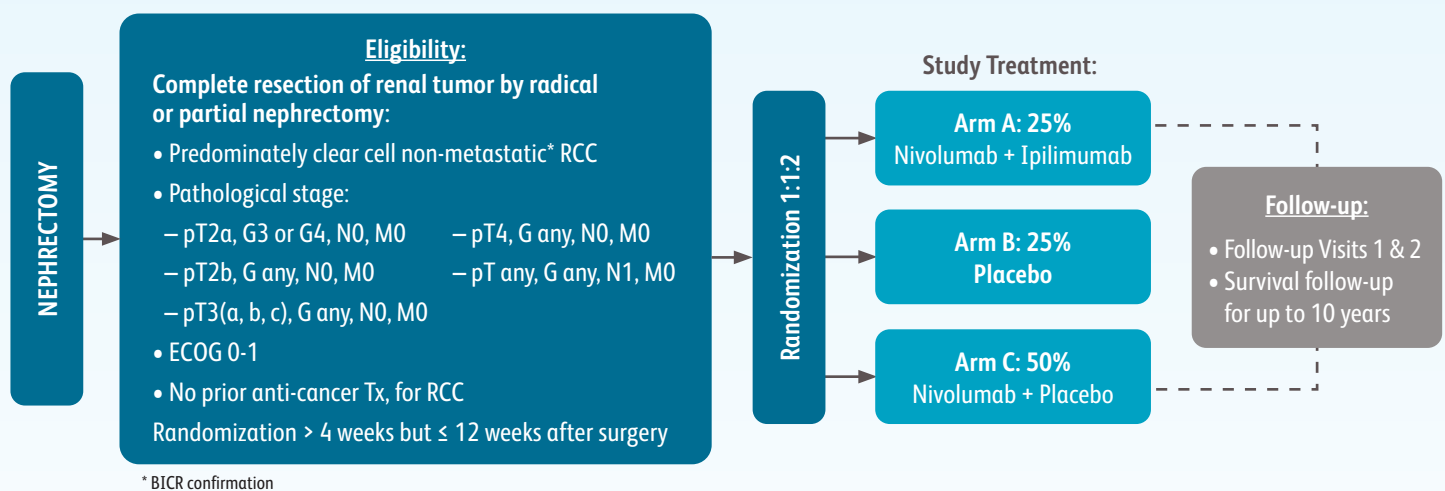 NEPHRECTOMY
Eligibility:
Complete resection of renal tumor by radical
or partial nephrectomy:
• Predominately clear cell non-metastatic* RCC
• Pathological stage:
– pT2a, G3 or G4, N0, M0
– pT4, G any, N0, M0
– pT2b, G any, N0, M0
– pT any, G any, N1, M0
– pT3(a, b, c), G any, N0, M0
• ECOG 0-1
• No prior anti-cancer Tx, for RCC
Randomization > 4 weeks but ≤ 12 weeks after surgery
* BICR confirmation
Randomization 1:1:2
Study Treatment:
Arm A: 25%
Nivolumab + Ipilimumab
Arm B: 25%
Placebo
Arm C: 50%
Nivolumab + Placebo
Follow-up:
• Follow-up Visits 1 & 2
• Survival follow-up
for up to 10 years